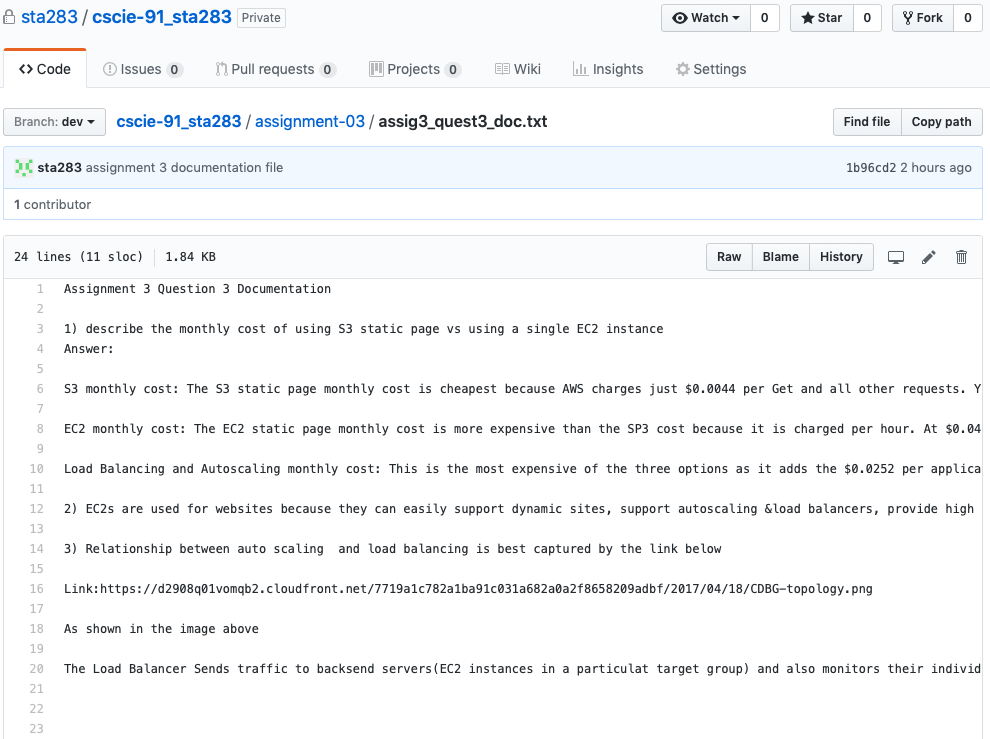 sta283 / cscie-91_sta283 Private
Watch 0 Star 0 Fork 0
Code Issues 0 Pull requests 0 Projects 0 Wiki Insights Settings
Branch: dev cscie-91_sta283 / assignment-03 / assig3_quest3_doc.txt Find file Copy path
sta283 assignment 3 documentation file 1b96cd2 2 hours ago
1 contributor
24 lines (11 sloc) 1.84 KB Raw Blame History
1 Assignment 3 Question 3 Documentation
2
3 1) describe the monthly cost of using S3 static page vs using a single EC2 instance
4 Answer:
5
6 S3 monthly cost: The S3 static page monthly cost is cheapest because AWS charges just $0.0044 per Get and all other requests. Y
7
8 EC2 monthly cost: The EC2 static page monthly cost is more expensive than the SP3 cost because it is charged per hour. At $0.04
9
10 Load Balancing and Autoscaling monthly cost: This is the most expensive of the three options as it adds the $0.0252 per applica
11
12 2) EC2s are used for websites because they can easily support dynamic sites, support autoscaling &load balancers, provide high
13
14 3) Relationship between auto scaling  and load balancing is best captured by the link below
15
16 Link:https://d2908q01vomqb2.cloudfront.net/7719a1c782a1ba91c031a682a0a2f8658209adbf/2017/04/18/CDBG-topology.png
17
18 As shown in the image above
19
20 The Load Balancer Sends traffic to backsend servers(EC2 instances in a particulat target group) and also monitors their individ
21
22
23